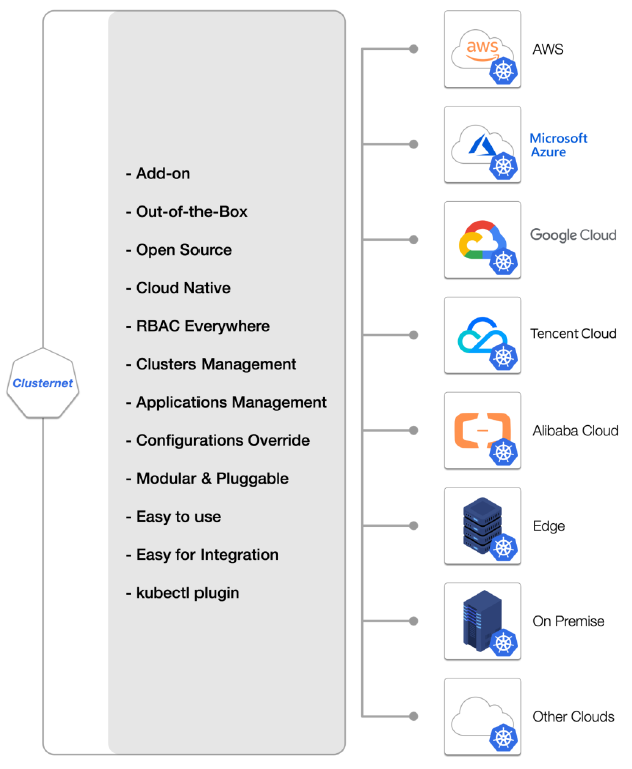 Clusternet
- Add-on
- Out-of-the-Box
- Open Source
- Cloud Native
- RBAC Everywhere
- Clusters Management
- Applications Management
- Configurations Override
- Modular & Pluggable
- Easy to use
- Easy for Integration
- kubectl plugin
aws
AWS
Microsoft
Azure
Google Cloud
Tencent Cloud
Alibaba Cloud
Edge
On Premise
Other Clouds